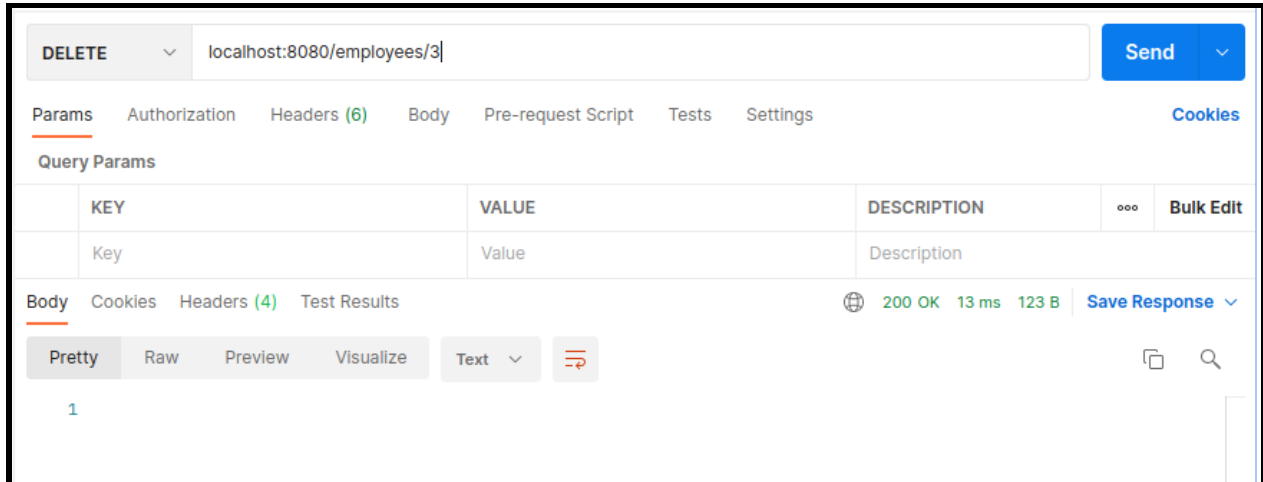 DELETE localhost:8080/employees/3 Send
Params Authorization Headers (6) Body Pre-request Script Tests Settings Cookies
Query Params
KEY VALUE DESCRIPTION ooo Bulk Edit
Key Value Description
Body Cookies Headers (4) Test Results 200 OK 13 ms 123 B Save Response
Pretty Raw Preview Visualize Text
1